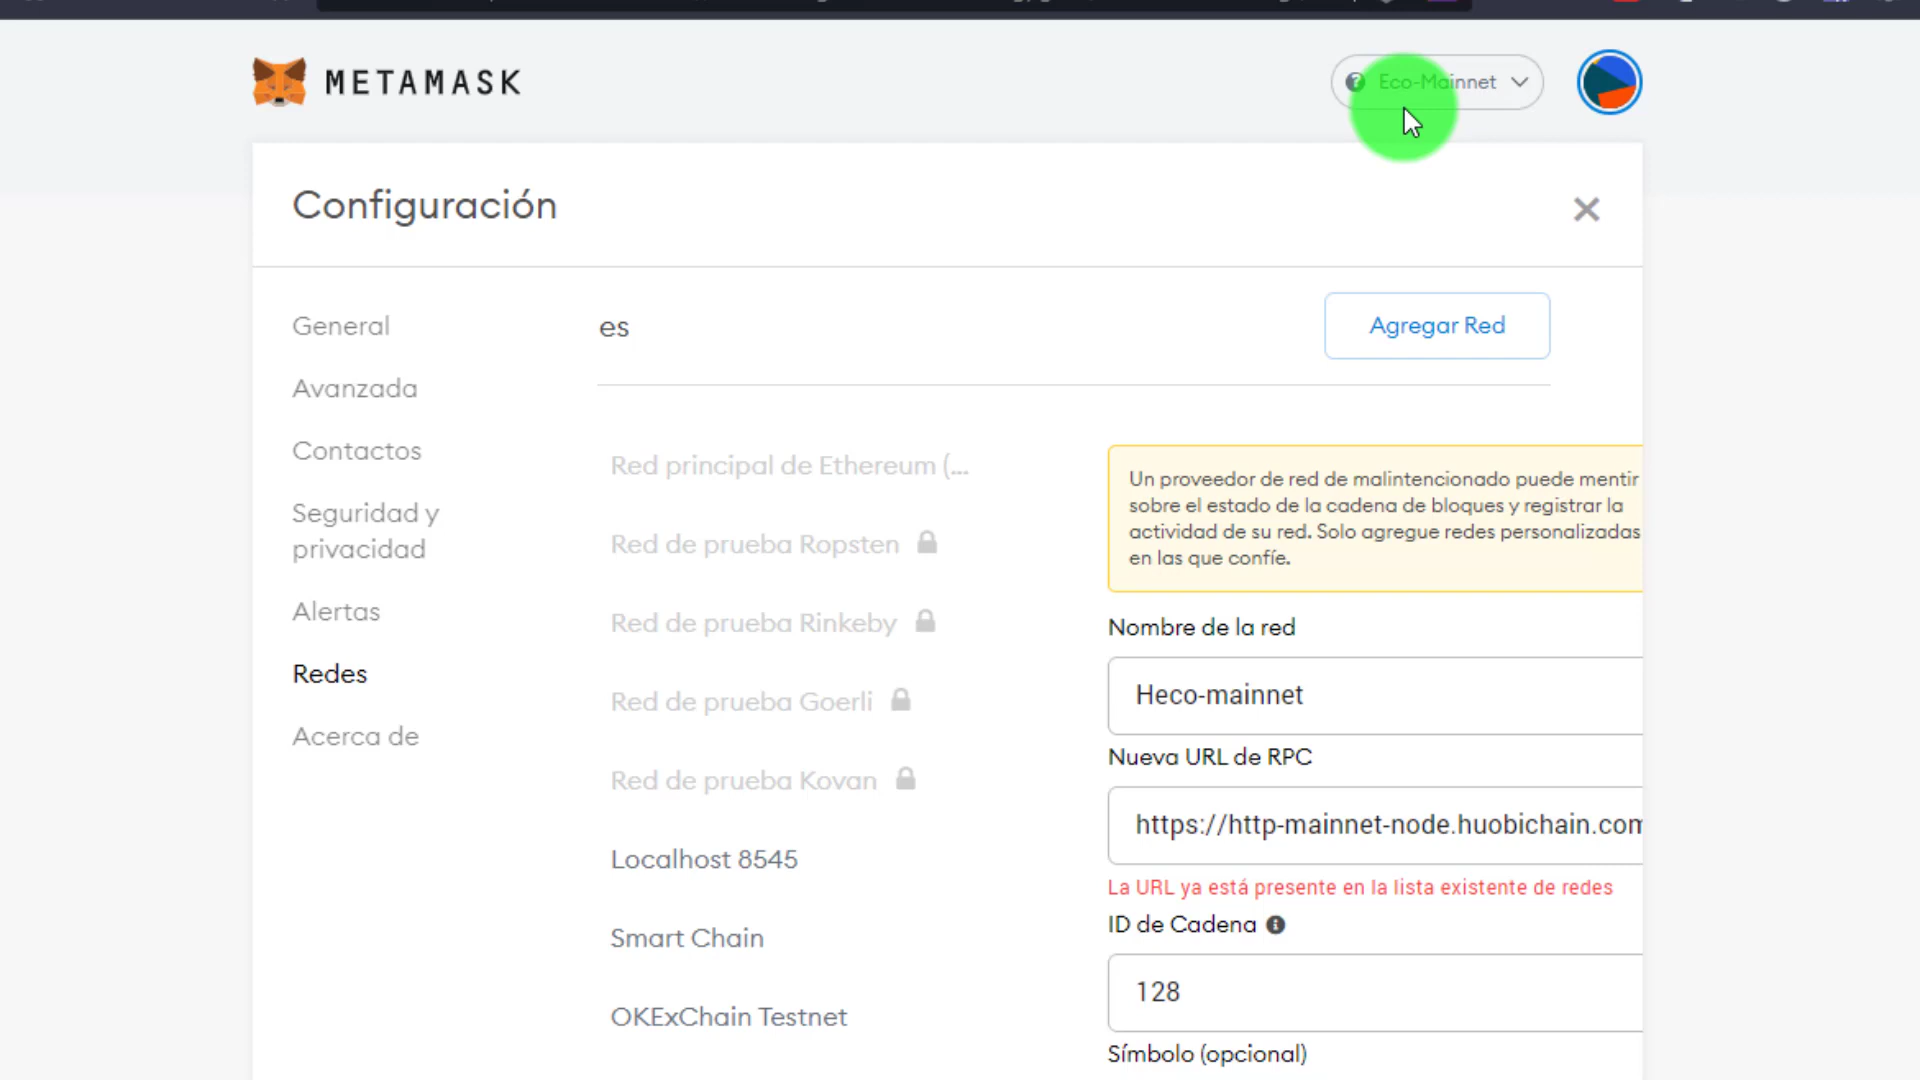 METAMASK
Eco-Mainnet
Configuración
General
Avanzada
Contactos
Seguridad y
privacidad
Alertas
Redes
Acerca de
es
Agregar Red
Red principal de Ethereum (...
Red de prueba Ropsten
Red de prueba Rinkeby
Red de prueba Goerli
Red de prueba Kovan
Localhost 8545
Smart Chain
OKExChain Testnet
Un proveedor de red de malintencionado puede mentir
sobre el estado de la cadena de bloques y registrar la
actividad de su red. Solo agregue redes personalizadas
en las que confíe.
Nombre de la red
Heco-mainnet
Nueva URL de RPC
https://http-mainnet-node.huobichain.com
La URL ya está presente en la lista existente de redes
ID de Cadena
128
Símbolo (opcional)